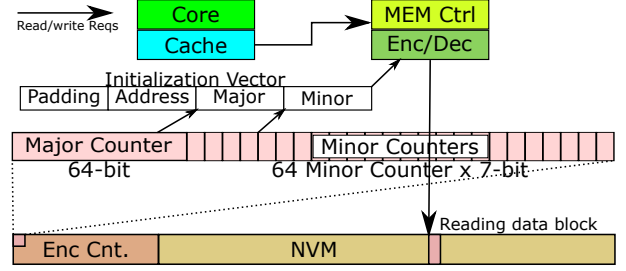 Core
MEM Ctrl
Read/write Reqs
Cache
Enc/Dec
Initialization Vector
Padding
Address
Major
Minor
Major Counter
Minor Counters
64-bit
64 Minor Counter x 7-bit
Reading data block
Enc Cnt.
NVM